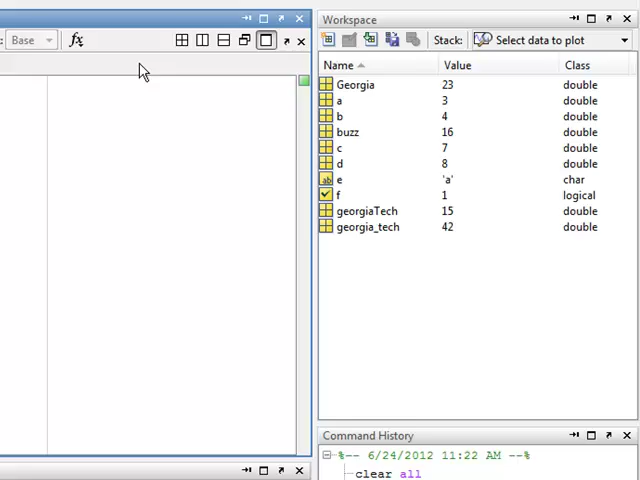 Workspace
Base
fx
Stack:
Select data to plot
Name
Value
Class
Georgia
23
double
a
3
double
b
4
double
buzz
16
double
c
7
double
d
8
double
ab
e
'a'
char
f
1
logical
georgiaTech
15
double
georgia_tech
42
double
Command History
%-- 6/24/2012 11:22 AM --%
clear all